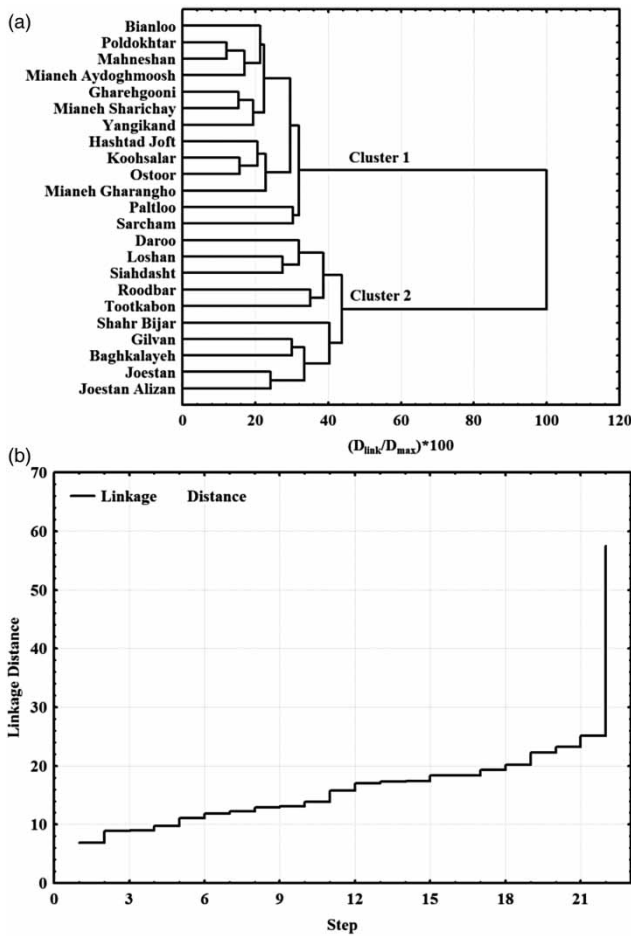 (a)
Bianloo
Poldokhtar
Mahneshan
Mianeh Aydoghmoosh
Gharehgooni
Mianeh Sharichay
Yangikand
Hashtad Joft
Koohsalar
Ostoor
Mianeh Gharangho
Paltloo
Sarcham
Daroo
Loshan
Siahdasht
Roodbar
Tootkabon
Shahr Bijar
Gilvan
Baghkalayeh
Joestan
Joestan Alizan
Cluster 1
Cluster 2
0 20 40 60 80 100 120
(Dlink/Dmax)*100
(b)
Linkage Distance
70
60
50
40
30
20
10
0
Linkage Distance
0 3 6 9 12 15 18 21
Step